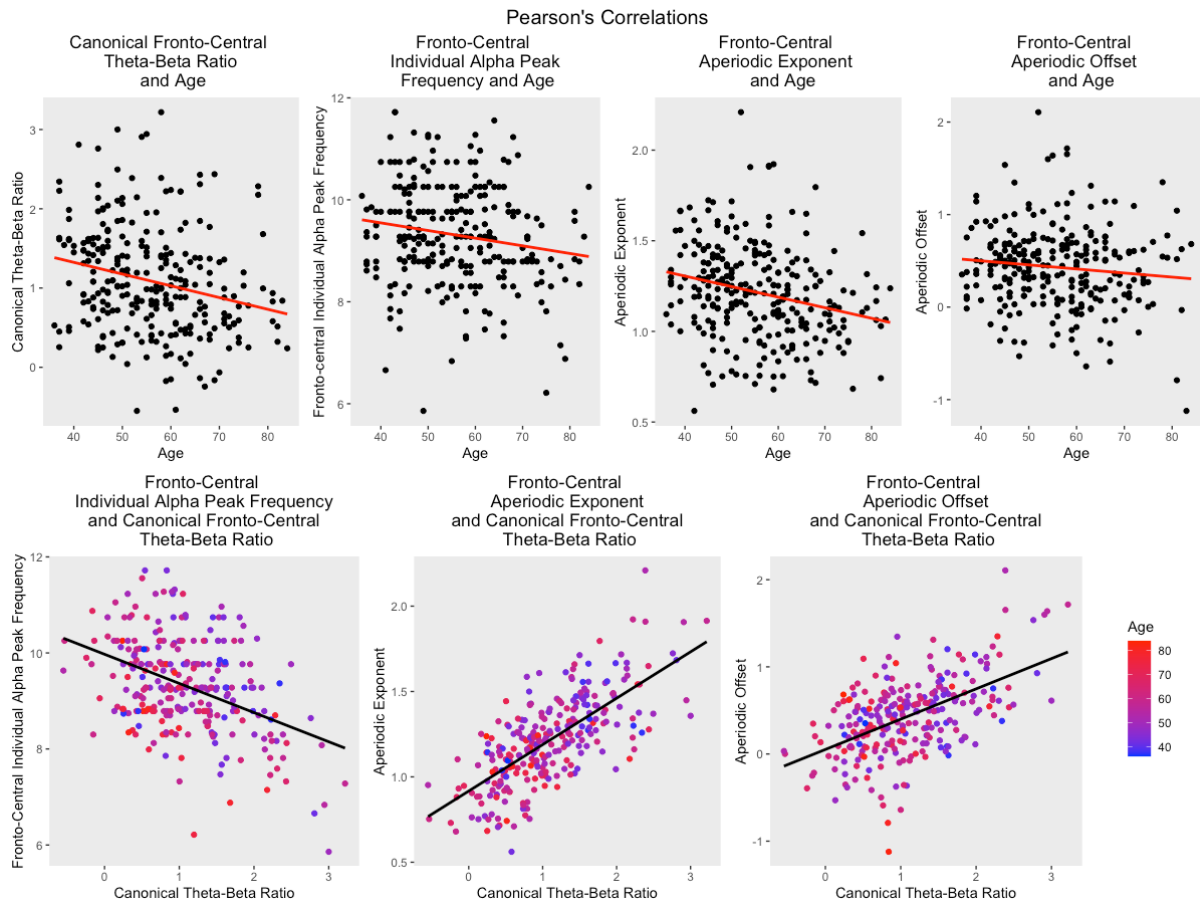 Pearson's Correlations
Canonical Fronto-Central
Theta-Beta Ratio
and Age
Fronto-Central
Individual Alpha Peak
Frequency and Age
Fronto-Central
Aperiodic Exponent
and Age
Fronto-Central
Aperiodic Offset
and Age
Canonical Theta-Beta Ratio
3
2
1
0
40 50 60 70 80
Age
Fronto-central Individual Alpha Peak Frequency
12
10
8
6
40 50 60 70 80
Age
Aperiodic Exponent
2.0
1.5
1.0
0.5
40 50 60 70 80
Age
Aperiodic Offset
2
1
0
-1
40 50 60 70 80
Age
Fronto-Central
Individual Alpha Peak Frequency
and Canonical Fronto-Central
Theta-Beta Ratio
Fronto-Central
Aperiodic Exponent
and Canonical Fronto-Central
Theta-Beta Ratio
Fronto-Central
Aperiodic Offset
and Canonical Fronto-Central
Theta-Beta Ratio
Fronto-Central Individual Alpha Peak Frequency
12
10
8
6
0 1 2 3
Canonical Theta-Beta Ratio
Aperiodic Exponent
2.0
1.5
1.0
0.5
0 1 2 3
Canonical Theta-Beta Ratio
Aperiodic Offset
2
1
0
-1
0 1 2 3
Canonical Theta-Beta Ratio
Age
80
70
60
50
40